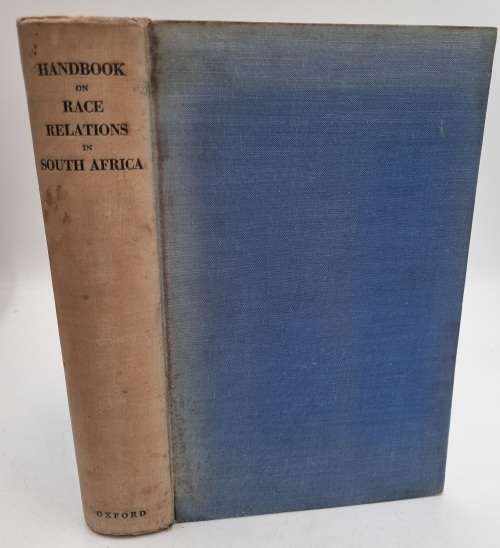 HANDBOOK
ON
RACE
RELATIONS
IN
SOUTH AFRICA
OXFORD